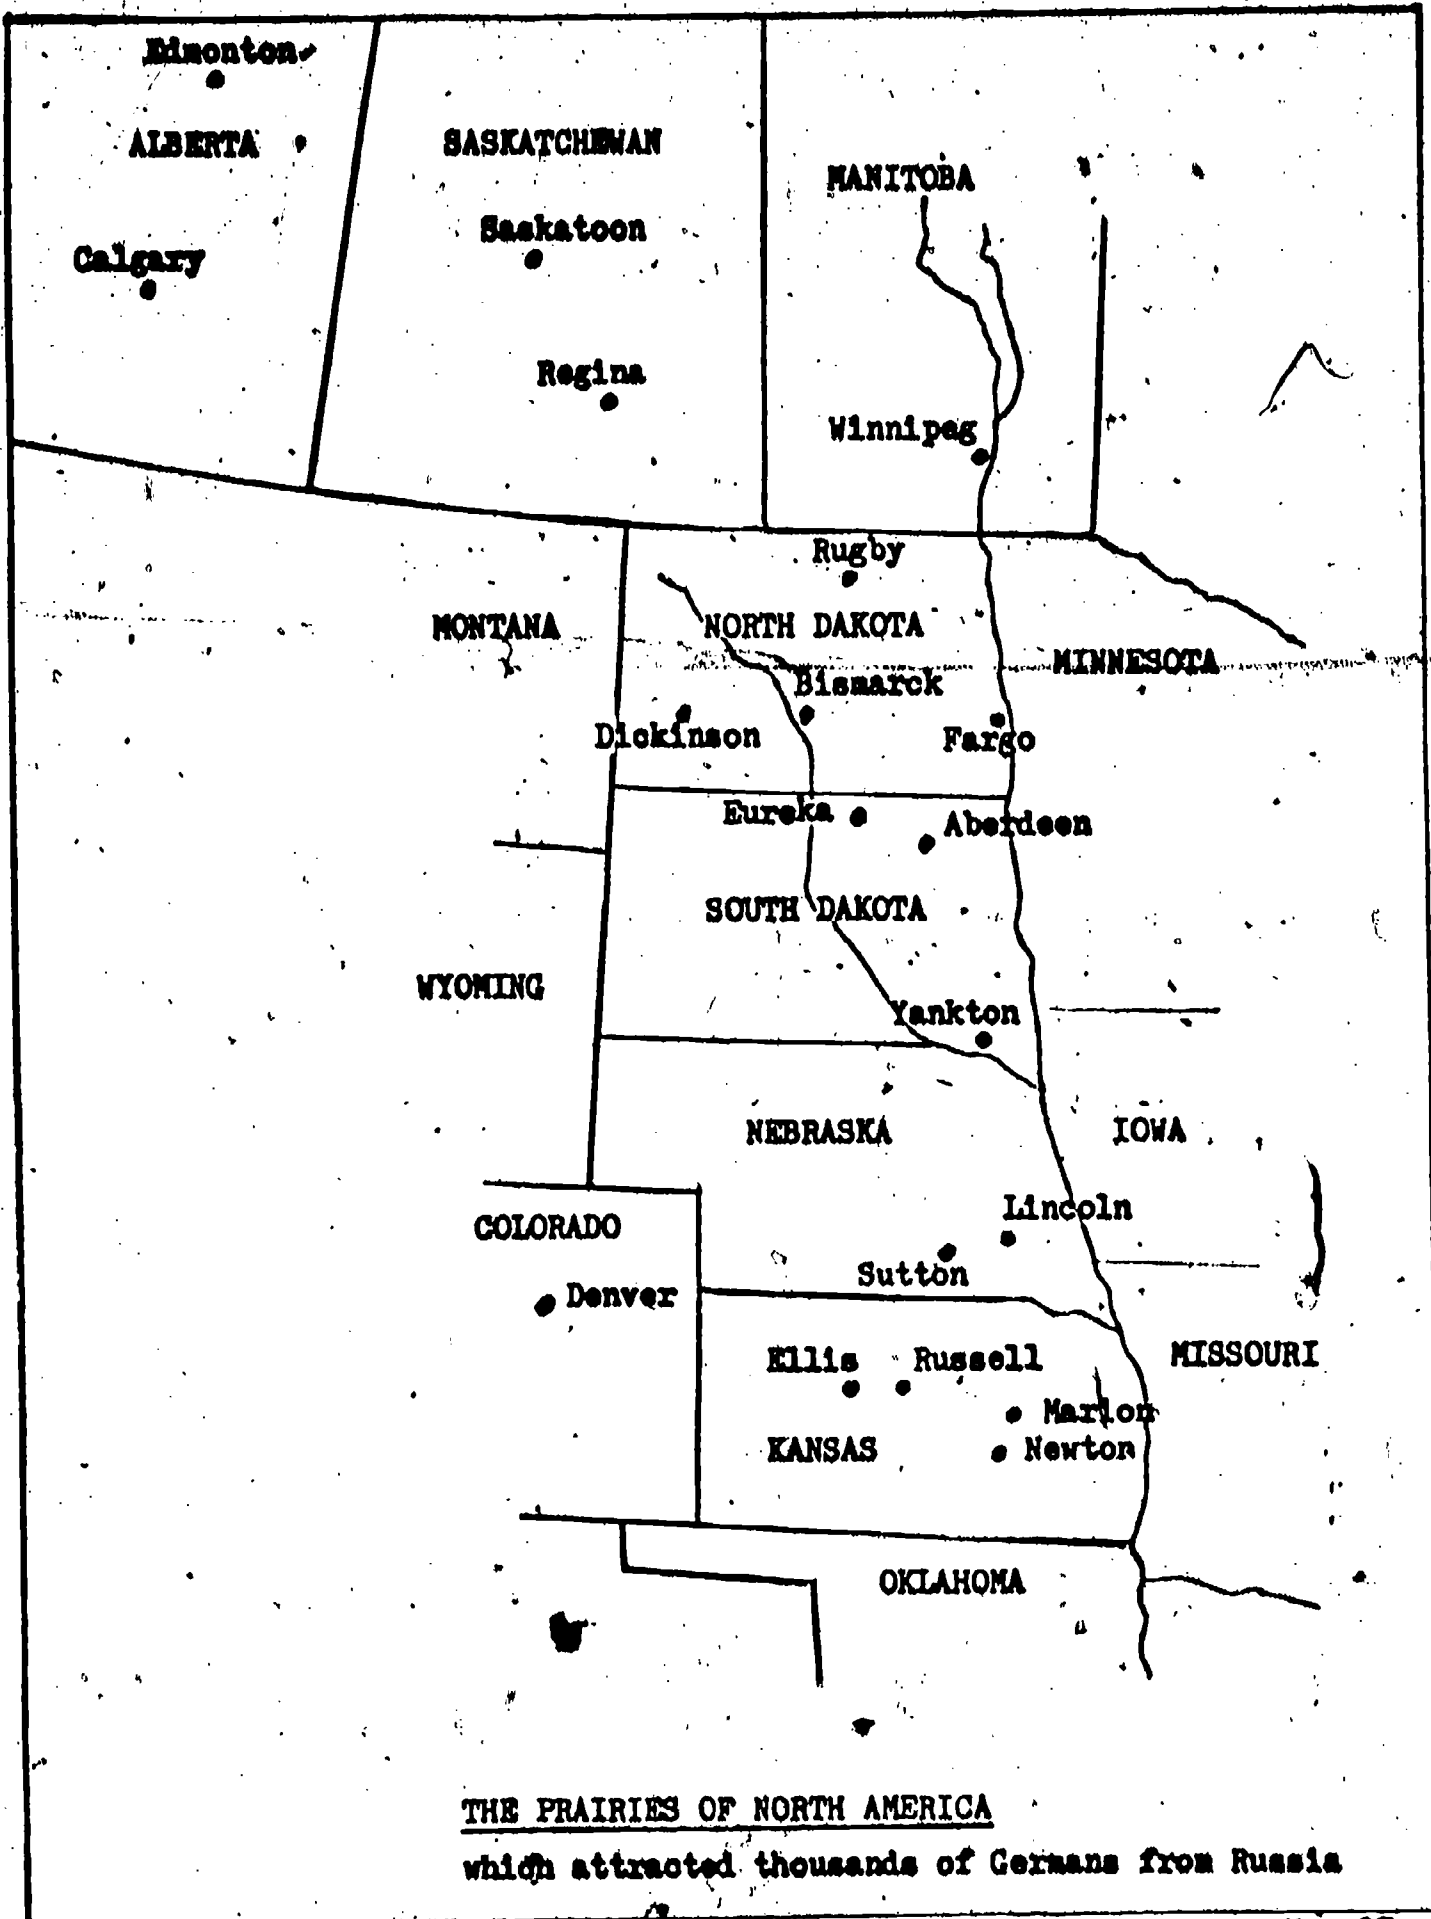 Edmonton
ALBERTA
SASKATCHEWAN
MANITOBA
Saskatoon
Calgary
Regina
Winnipeg
Rugby
MONTANA
NORTH DAKOTA
MINNESOTA
Bismarck
Dickinson
Fargo
Eureka
Aberdeen
SOUTH DAKOTA
WYOMING
Yankton
NEBRASKA
IOWA
Lincoln
COLORADO
Sutton
Denver
Ellis
Russell
MISSOURI
Marion
KANSAS
Newton
OKLAHOMA
THE PRAIRIES OF NORTH AMERICA
which attracted thousands of Germans from Russia